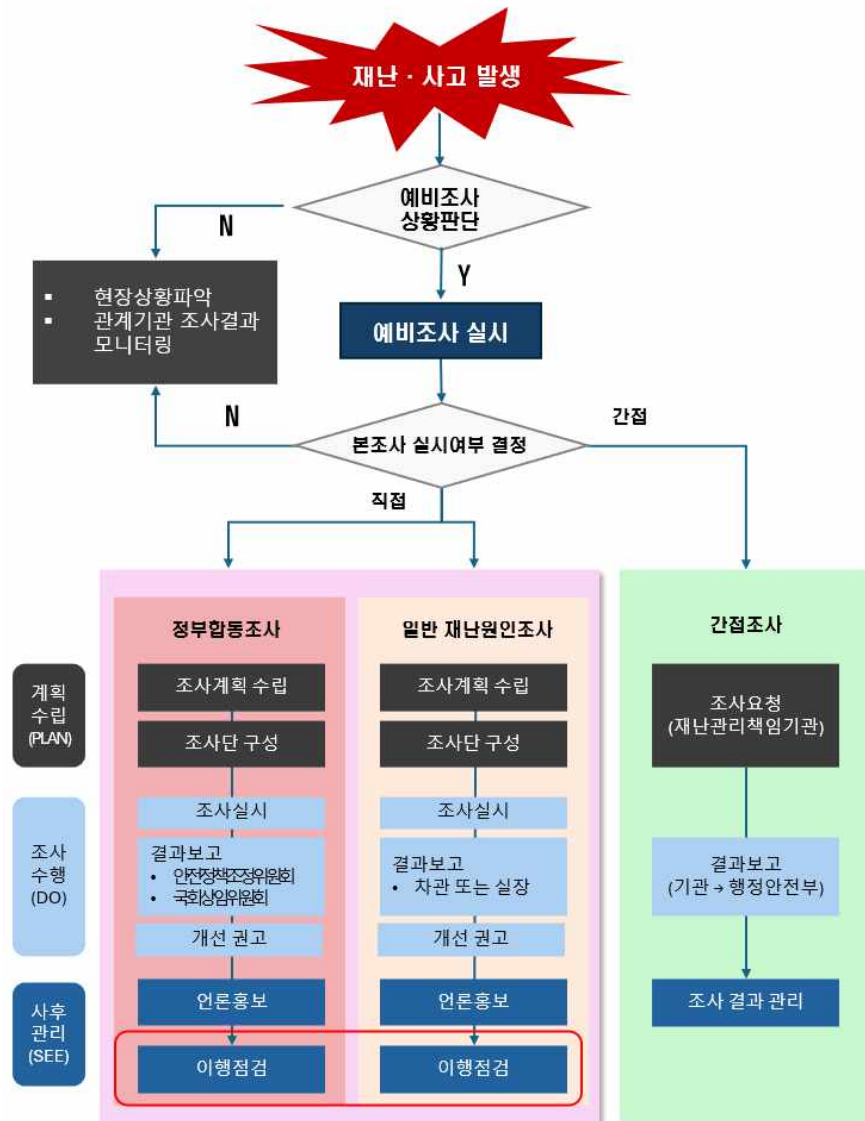 재난 · 사고 발생
예비조사
상황판단
N
Y
▪ 현장상황파악
▪ 관계기관 조사결과
모니터링
예비조사 실시
N
간접
본조사 실시여부 결정
직접
정부합동조사
일반 재난원인조사
간접조사
계획
수립
(PLAN)
조사계획 수립
조사계획 수립
조사요청
(재난관리책임기관)
조사단 구성
조사단 구성
조사
수행
(DO)
조사실시
조사실시
결과보고
• 안전정책조정위원회
• 국회상임위원회
결과보고
• 차관 또는 실장
결과보고
(기관 → 행정안전부)
개선 권고
개선 권고
사후
관리
(SEE)
언론홍보
언론홍보
조사 결과 관리
이행점검
이행점검